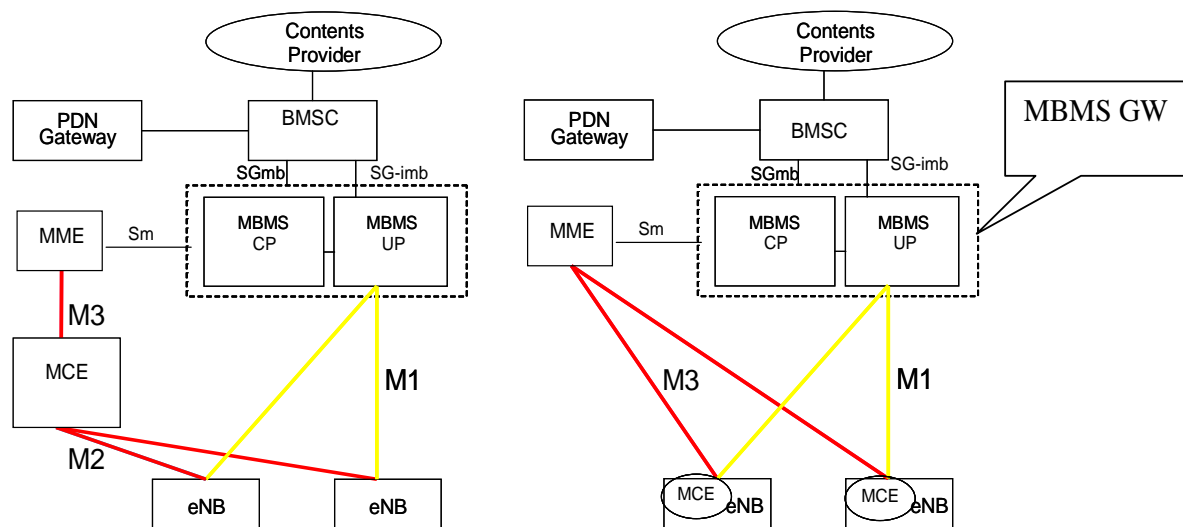 Contents
Provider
PDN
Gateway
BMSC
SGmb
SG-imb
MME
Sm
MBMS
CP
MBMS
UP
M3
MCE
M1
M2
eNB
eNB
Contents
Provider
MBMS GW
PDN
Gateway
BMSC
SGmb
SG-imb
MME
Sm
MBMS
CP
MBMS
UP
M3
M1
MCE
eNB
MCE
eNB